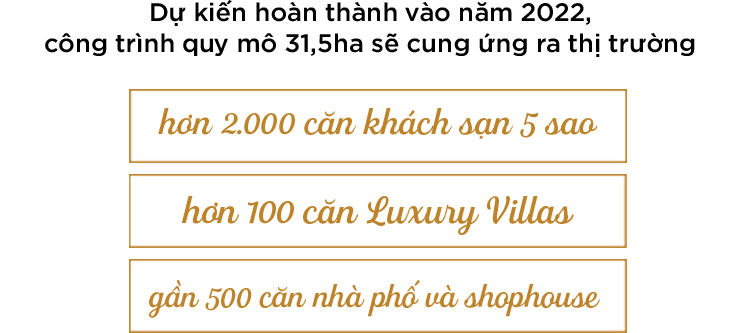 Dự kiến hoàn thành vào năm 2022,
công trình quy mô 31,5ha sẽ cung ứng ra thị trường
hơn 2.000 căn khách sạn 5 sao
hơn 100 căn Luxury Villas
gần 500 căn nhà phố và shophouse